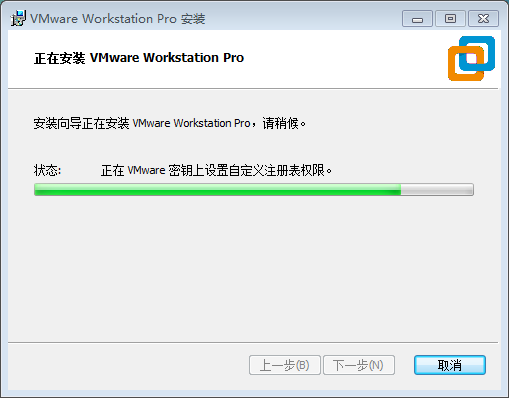 VMware Workstation Pro 安装
正在安装 VMware Workstation Pro
安装向导正在安装 VMware Workstation Pro，请稍候。
状态: 正在 VMware 密钥上设置自定义注册表权限。
上一步(B) 下一步(N) 取消